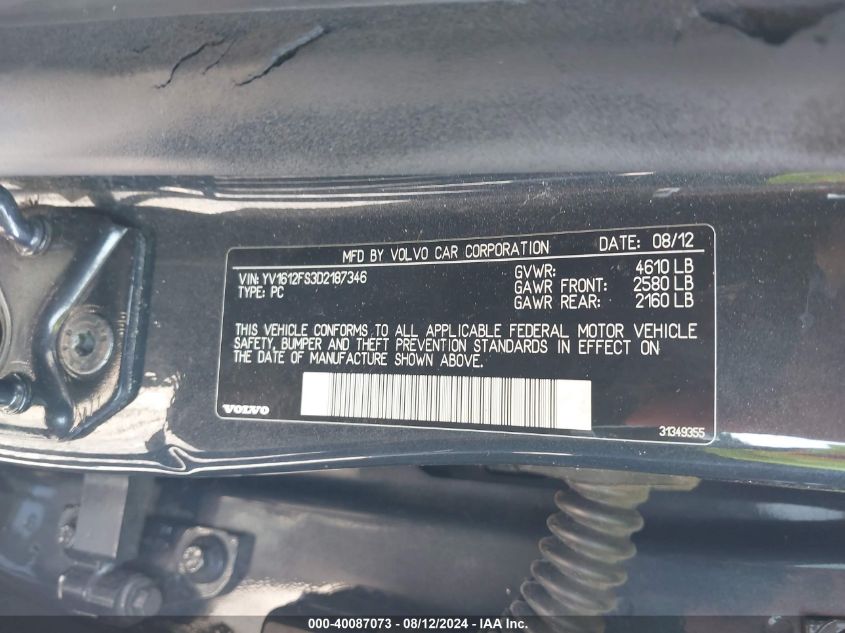 MFD BY VOLVO CAR CORPORATION DATE: 08/12
VIN: YV1612FS3D2187346 GVWR: 4610 LB
TYPE: PC GAWR FRONT: 2580 LB
GAWR REAR: 2160 LB
THIS VEHICLE CONFORMS TO ALL APPLICABLE FEDERAL MOTOR VEHICLE
SAFETY, BUMPER AND THEFT PREVENTION STANDARDS IN EFFECT ON
THE DATE OF MANUFACTURE SHOWN ABOVE.
VOLVO
31349355
000-40087073 - 08/12/2024 - IAA Inc.